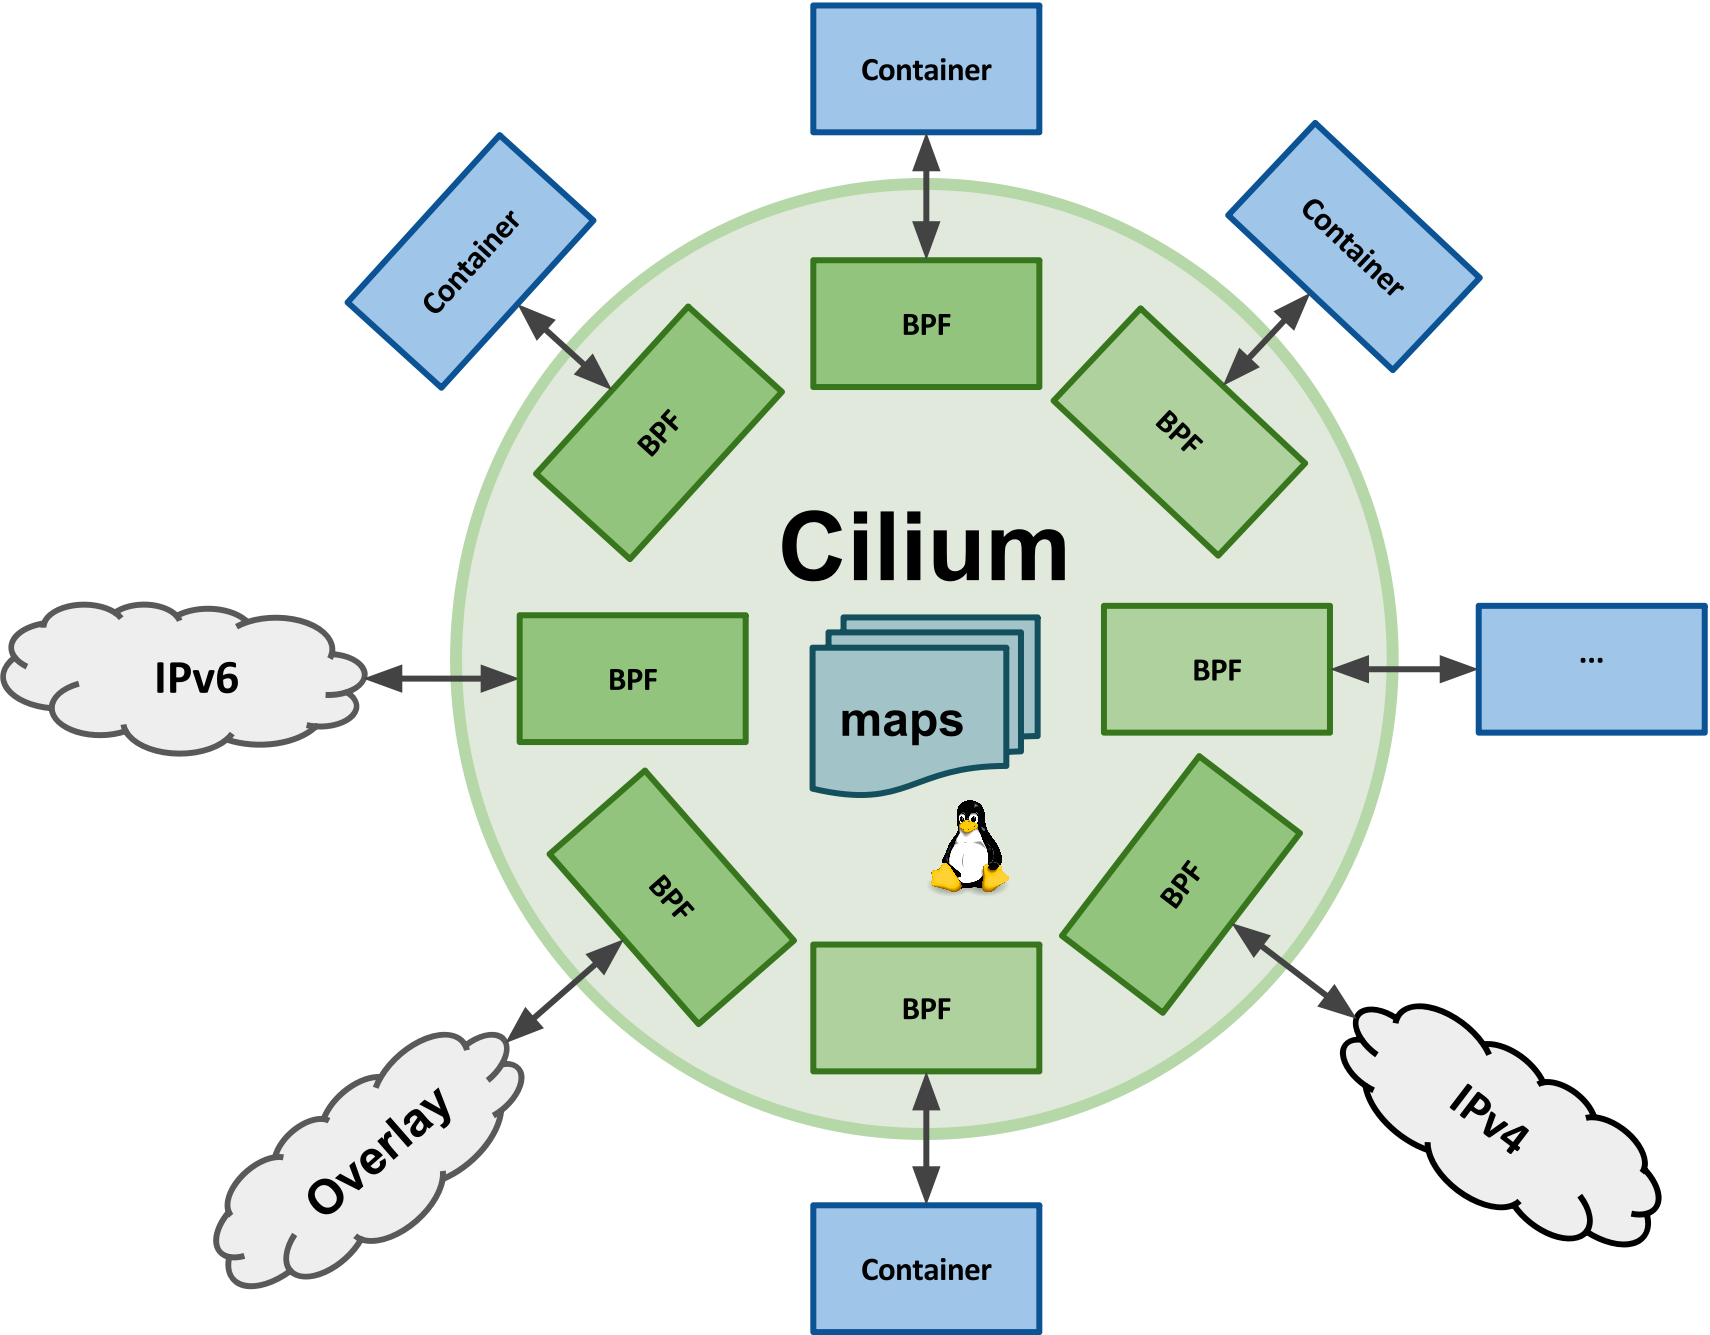 Container
Container
Container
BPF
BPF
BPF
Cilium
IPv6
BPF
maps
BPF
...
BPF
BPF
BPF
Overlay
IPv4
Container